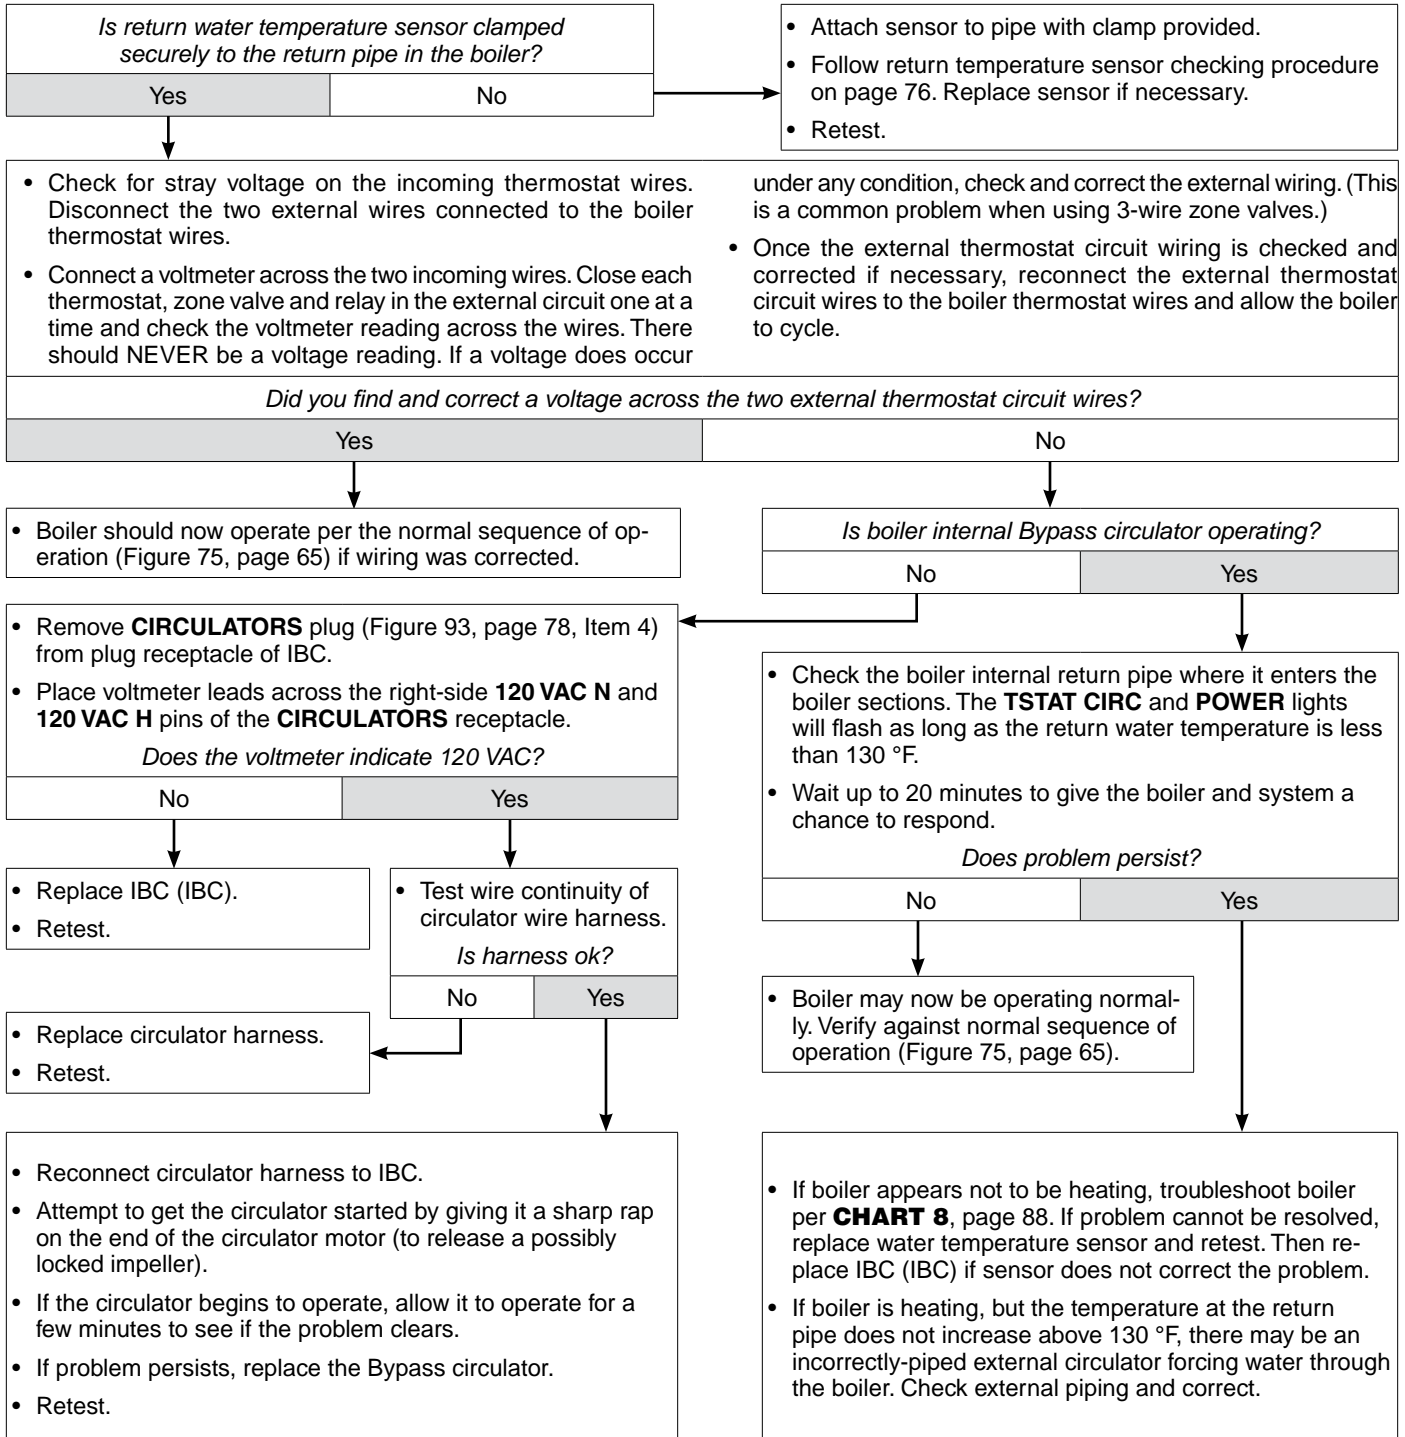 Is return water temperature sensor clamped
securely to the return pipe in the boiler?
Yes
No
• Attach sensor to pipe with clamp provided.
• Follow return temperature sensor checking procedure
on page 76. Replace sensor if necessary.
• Retest.
• Check for stray voltage on the incoming thermostat wires.
Disconnect the two external wires connected to the boiler
thermostat wires.
• Connect a voltmeter across the two incoming wires. Close each
thermostat, zone valve and relay in the external circuit one at a
time and check the voltmeter reading across the wires. There
should NEVER be a voltage reading. If a voltage does occur
under any condition, check and correct the external wiring. (This
is a common problem when using 3-wire zone valves.)
• Once the external thermostat circuit wiring is checked and
corrected if necessary, reconnect the external thermostat
circuit wires to the boiler thermostat wires and allow the boiler
to cycle.
Did you find and correct a voltage across the two external thermostat circuit wires?
Yes
No
• Boiler should now operate per the normal sequence of op-
eration (Figure 75, page 65) if wiring was corrected.
Is boiler internal Bypass circulator operating?
No
Yes
• Remove CIRCULATORS plug (Figure 93, page 78, Item 4)
from plug receptacle of IBC.
• Place voltmeter leads across the right-side 120 VAC N and
120 VAC H pins of the CIRCULATORS receptacle.
Does the voltmeter indicate 120 VAC?
No
Yes
• Check the boiler internal return pipe where it enters the
boiler sections. The TSTAT CIRC and POWER lights
will flash as long as the return water temperature is less
than 130 °F.
• Wait up to 20 minutes to give the boiler and system a
chance to respond.
Does problem persist?
No
Yes
• Replace IBC (IBC).
• Retest.
• Test wire continuity of
circulator wire harness.
Is harness ok?
No
Yes
• Replace circulator harness.
• Retest.
• Boiler may now be operating normal-
ly. Verify against normal sequence of
operation (Figure 75, page 65).
• Reconnect circulator harness to IBC.
• Attempt to get the circulator started by giving it a sharp rap
on the end of the circulator motor (to release a possibly
locked impeller).
• If the circulator begins to operate, allow it to operate for a
few minutes to see if the problem clears.
• If problem persists, replace the Bypass circulator.
• Retest.
• If boiler appears not to be heating, troubleshoot boiler
per CHART 8, page 88. If problem cannot be resolved,
replace water temperature sensor and retest. Then re-
place IBC (IBC) if sensor does not correct the problem.
• If boiler is heating, but the temperature at the return
pipe does not increase above 130 °F, there may be an
incorrectly-piped external circulator forcing water through
the boiler. Check external piping and correct.